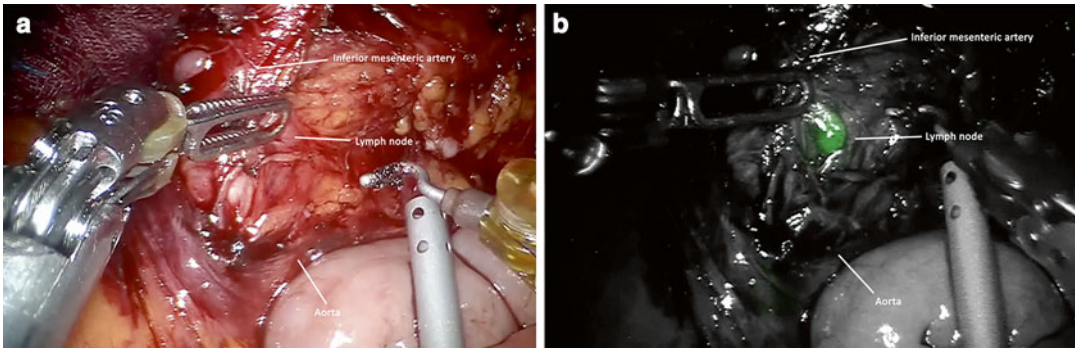 a
Inferior mesenteric artery
Lymph node
Aorta
b
Inferior mesenteric artery
Lymph node
Aorta